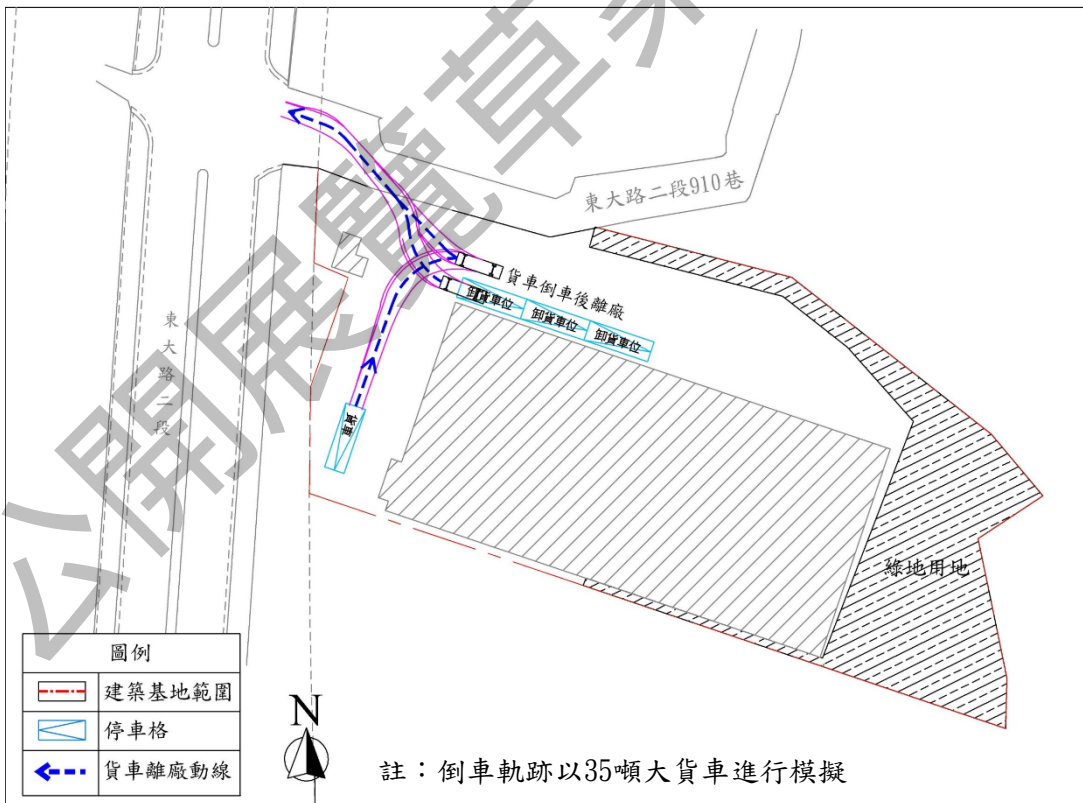 公開展覽草案
東大路二段910巷
貨車倒車後離廠
卸貨車位
卸貨車位
卸貨車位
東大路二段
貨車
綠地用地
圖例
建築基地範圍
停車格
貨車離廠動線
N
註：倒車軌跡以35噸大貨車進行模擬